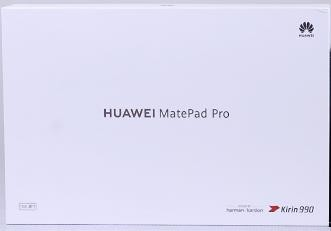 HUAWEI
HUAWEI MatePad Pro
harman/kardon
Kirin 990